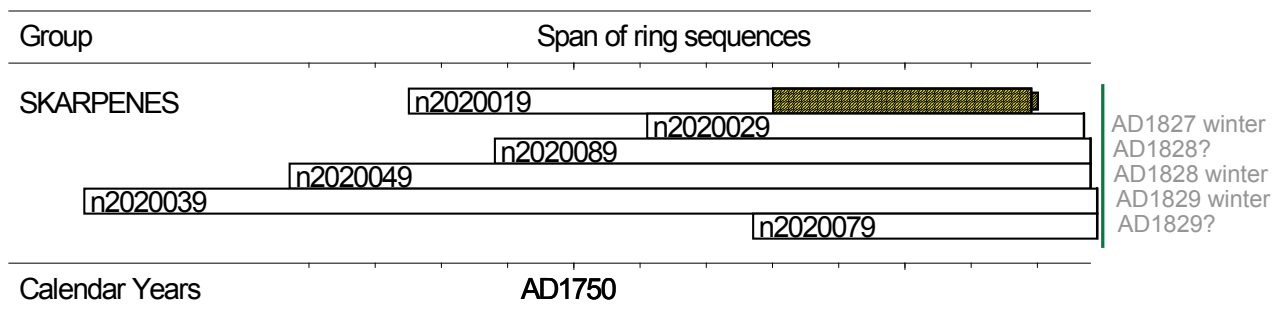 Group Span of ring sequences
SKARPENES n2020019
n2020029 AD1827 winter
n2020089 AD1828?
n2020049 AD1828 winter
n2020039 AD1829 winter
n2020079 AD1829?
Calendar Years AD1750